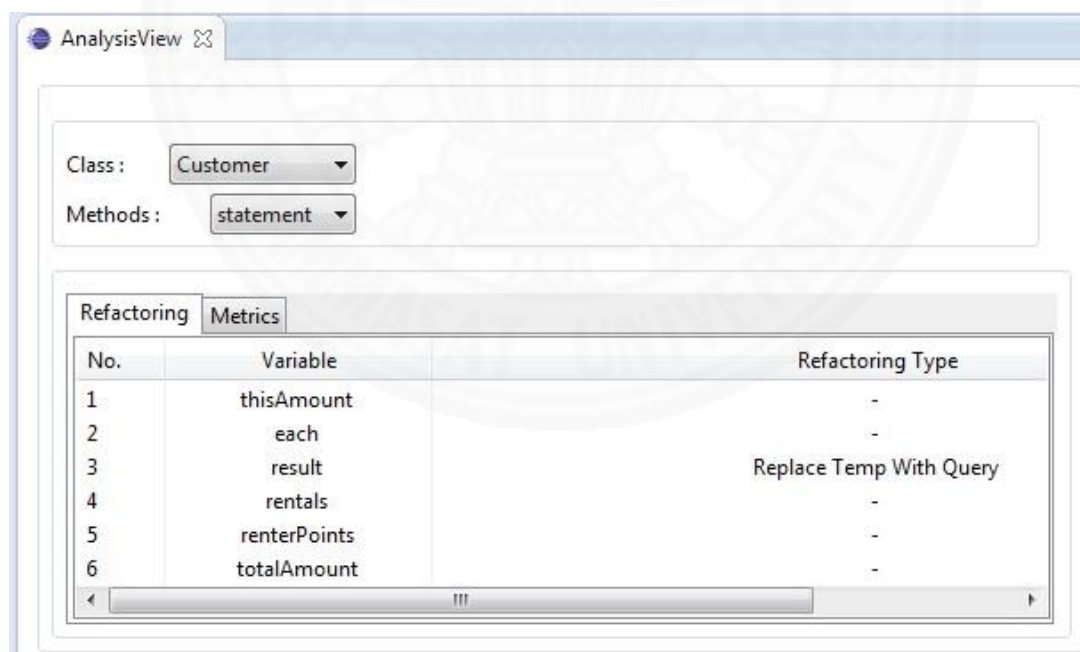 AnalysisView
Class : Customer
Methods : statement
Refactoring Metrics
No. Variable Refactoring Type
1 thisAmount -
2 each -
3 result Replace Temp With Query
4 rentals -
5 renterPoints -
6 totalAmount -